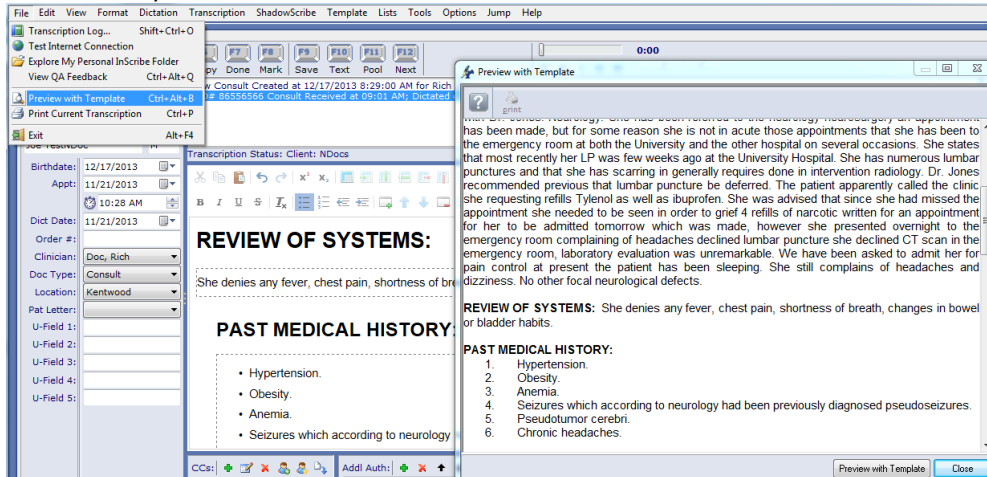 File Edit View Format Dictation Transcription ShadowScribe Template Lists Tools Options Jump Help
Transcription Log... Shift+Ctrl+O
Test Internet Connection
Explore My Personal InScribe Folder
View QA Feedback Ctrl+Alt+Q
Preview with Template Ctrl+Alt+B
Print Current Transcription Ctrl+P
Exit Alt+F4
F7 F8 F9 F10 F11 F12
py Done Mark Save Text Pool Next
0:00
w Consult Created at 12/17/2013 8:29:00 AM for Rich
# 86556566 Consult Received at 09:01 AM; Dictated
Transcription Status: Client: NDocs
Birthdate: 12/17/2013
Appt: 11/21/2013
10:28 AM
Dict Date: 11/21/2013
Order #:
Clinician: Doc, Rich
Doc Type: Consult
Location: Kentwood
Pat Letter:
U-Field 1:
U-Field 2:
U-Field 3:
U-Field 4:
U-Field 5:
REVIEW OF SYSTEMS:
She denies any fever, chest pain, shortness of bre
PAST MEDICAL HISTORY:
• Hypertension.
• Obesity.
• Anemia.
• Seizures which according to neurology
CCs: Addl Auth:
Preview with Template
print
has been made, but for some reason she is not in acute those appointments that she has been to
the emergency room at both the University and the other hospital on several occasions. She states
that most recently her LP was few weeks ago at the University Hospital. She has numerous lumbar
punctures and that she has scarring in generally requires done in intervention radiology. Dr. Jones
recommended previous that lumbar puncture be deferred. The patient apparently called the clinic
she requesting refills Tylenol as well as ibuprofen. She was advised that since she had missed the
appointment she needed to be seen in order to grief 4 refills of narcotic written for an appointment
for her to be admitted tomorrow which was made, however she presented overnight to the
emergency room complaining of headaches declined lumbar puncture she declined CT scan in the
emergency room, laboratory evaluation was unremarkable. We have been asked to admit her for
pain control at present the patient has been sleeping. She still complains of headaches and
dizziness. No other focal neurological defects.
REVIEW OF SYSTEMS: She denies any fever, chest pain, shortness of breath, changes in bowel
or bladder habits.
PAST MEDICAL HISTORY:
1. Hypertension.
2. Obesity.
3. Anemia.
4. Seizures which according to neurology had been previously diagnosed pseudoseizures.
5. Pseudotumor cerebri.
6. Chronic headaches.
Preview with Template Close